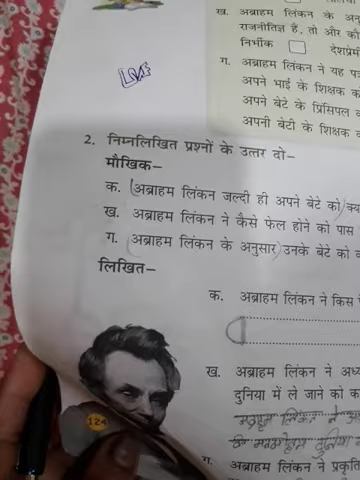 ख. अब्राहम लिंकन के
राजनीतिज्ञ है, तो और
निर्भीक
ग. अब्राहम लिंकन ने यह
अपने भाई के शिक्षक
अपने बेटे के प्रिंसिपल
अपनी बेटी के शिक्षक
2. निम्नलिखित प्रश्नों के उत्तर दो–
मौखिक–
क. अब्राहम लिंकन जल्दी ही अपने बेटे को
ख. अब्राहम लिंकन ने कैसे फेल होने को पास
ग. अब्राहम लिंकन के अनुसार उनके बेटे को
लिखित–
क. अब्राहम लिंकन ने किस
ख. अब्राहम लिंकन ने
दुनिया में ले जाने को
124
ग. अब्राहम लिंकन ने प्रकृति